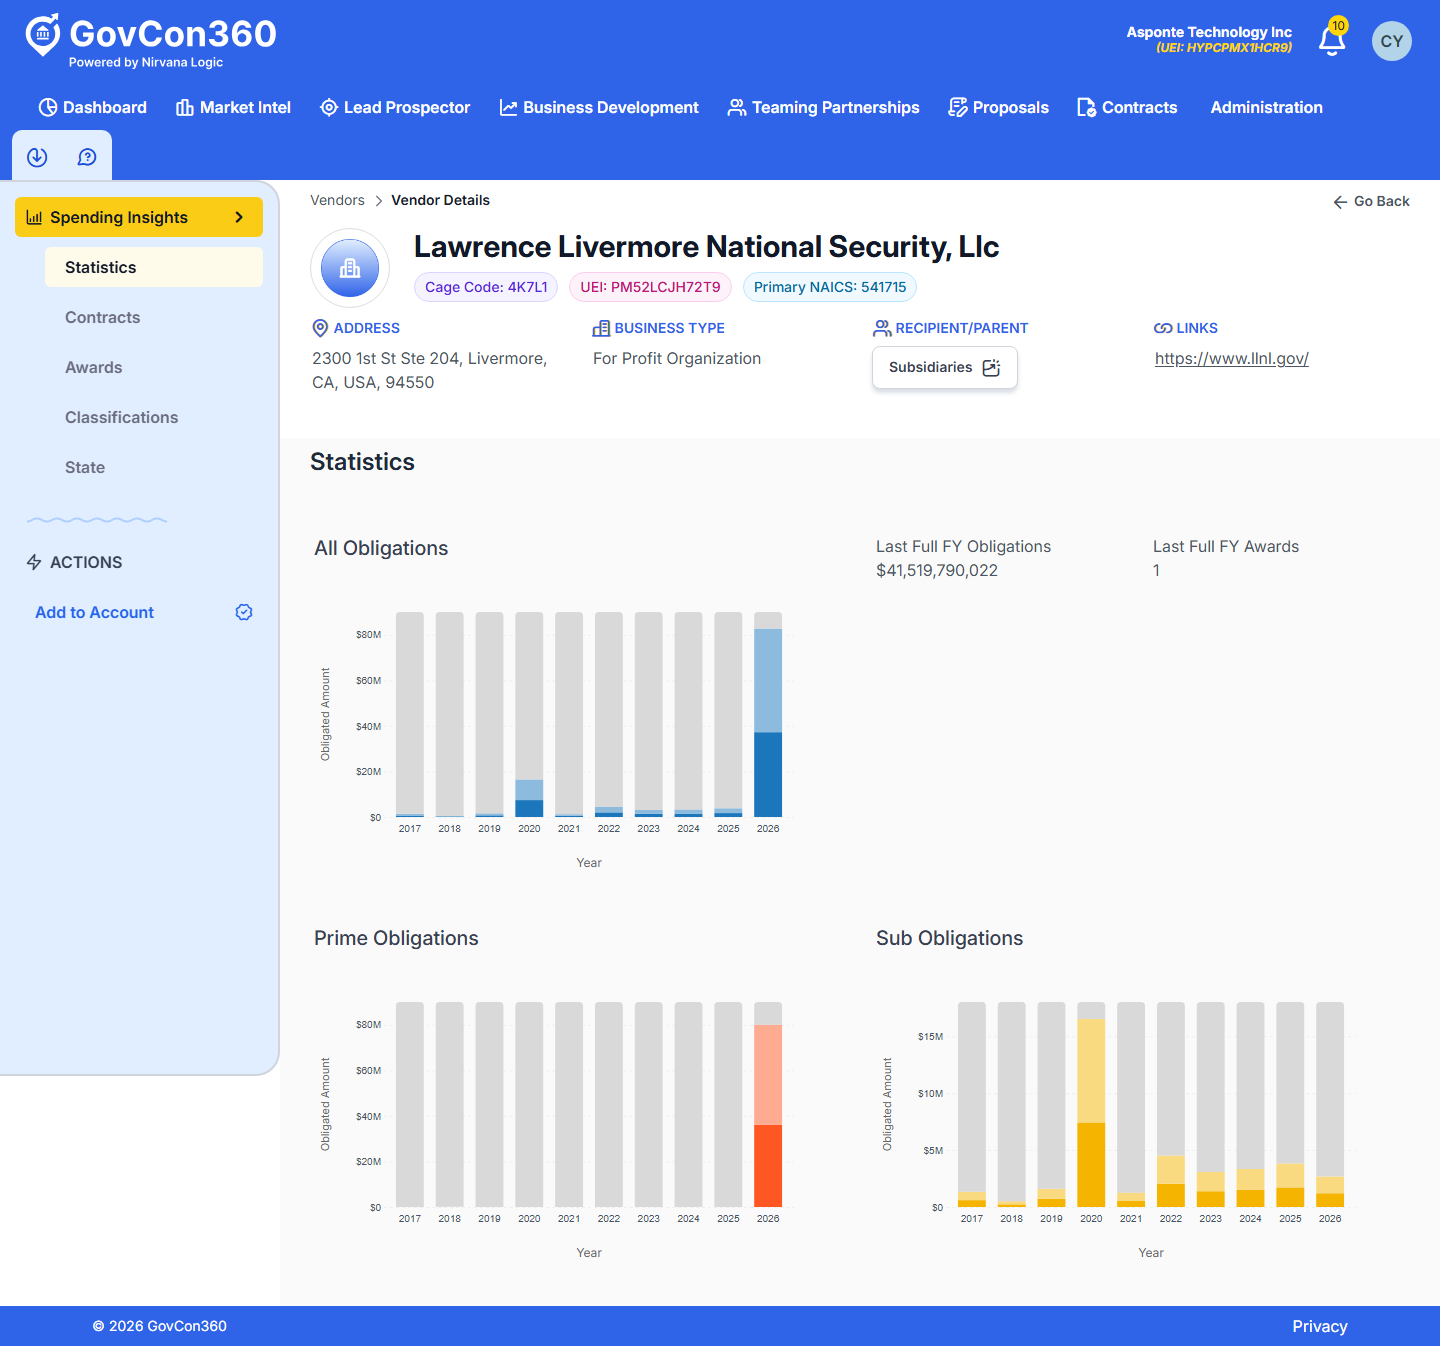 GovCon360
Powered by Nirvana Logic
Asponte Technology Inc
(UEI: HYPCPMX1HCR9)
10
CY
Dashboard
Market Intel
Lead Prospector
Business Development
Teaming Partnerships
Proposals
Contracts
Administration
Spending Insights
Statistics
Contracts
Awards
Classifications
State
ACTIONS
Add to Account
Vendors
Vendor Details
Go Back
Lawrence Livermore National Security, Llc
Cage Code: 4K7L1
UEI: PM52LCJH72T9
Primary NAICS: 541715
ADDRESS
2300 1st St Ste 204, Livermore,
CA, USA, 94550
BUSINESS TYPE
For Profit Organization
RECIPIENT/PARENT
Subsidiaries
LINKS
https://www.llnl.gov/
Statistics
All Obligations
Last Full FY Obligations
$41,519,790,022
Last Full FY Awards
1
Obligated Amount
$80M
$60M
$40M
$20M
$0
2017 2018 2019 2020 2021 2022 2023 2024 2025 2026
Year
Prime Obligations
Obligated Amount
$80M
$60M
$40M
$20M
$0
2017 2018 2019 2020 2021 2022 2023 2024 2025 2026
Year
Sub Obligations
Obligated Amount
$15M
$10M
$5M
$0
2017 2018 2019 2020 2021 2022 2023 2024 2025 2026
Year
© 2026 GovCon360
Privacy